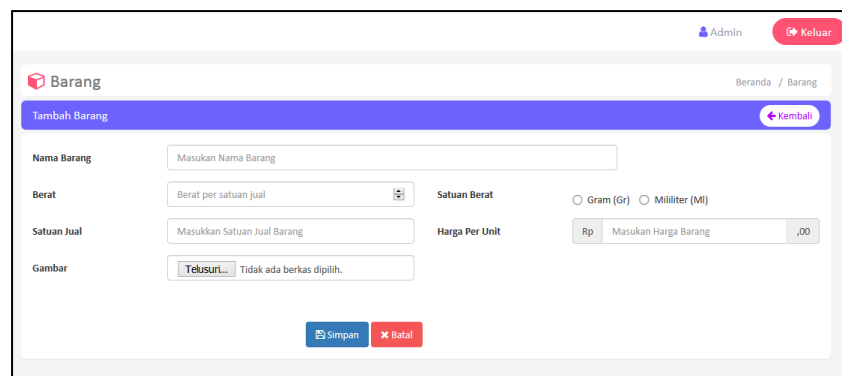 Admin Keluar
Barang Beranda / Barang
Tambah Barang Kembali
Nama Barang Masukan Nama Barang
Berat Berat per satuan jual Satuan Berat Gram (Gr) Mililiter (Ml)
Satuan Jual Masukkan Satuan Jual Barang Harga Per Unit Rp Masukan Harga Barang ,00
Gambar Telusuri... Tidak ada berkas dipilih.
Simpan Batal